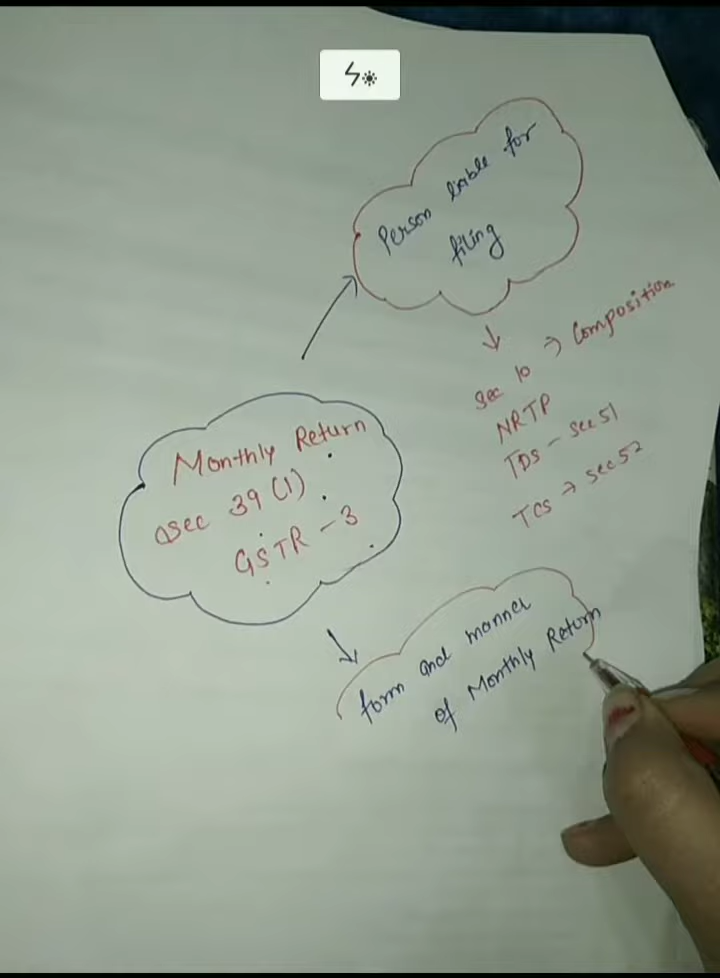 Person liable for
filing
Sec 10 → Composition
NRTP
TDS - Sec 51
TCS → Sec 52
Monthly Return
Sec 39 (1)
GSTR - 3
form and manner
of Monthly Return